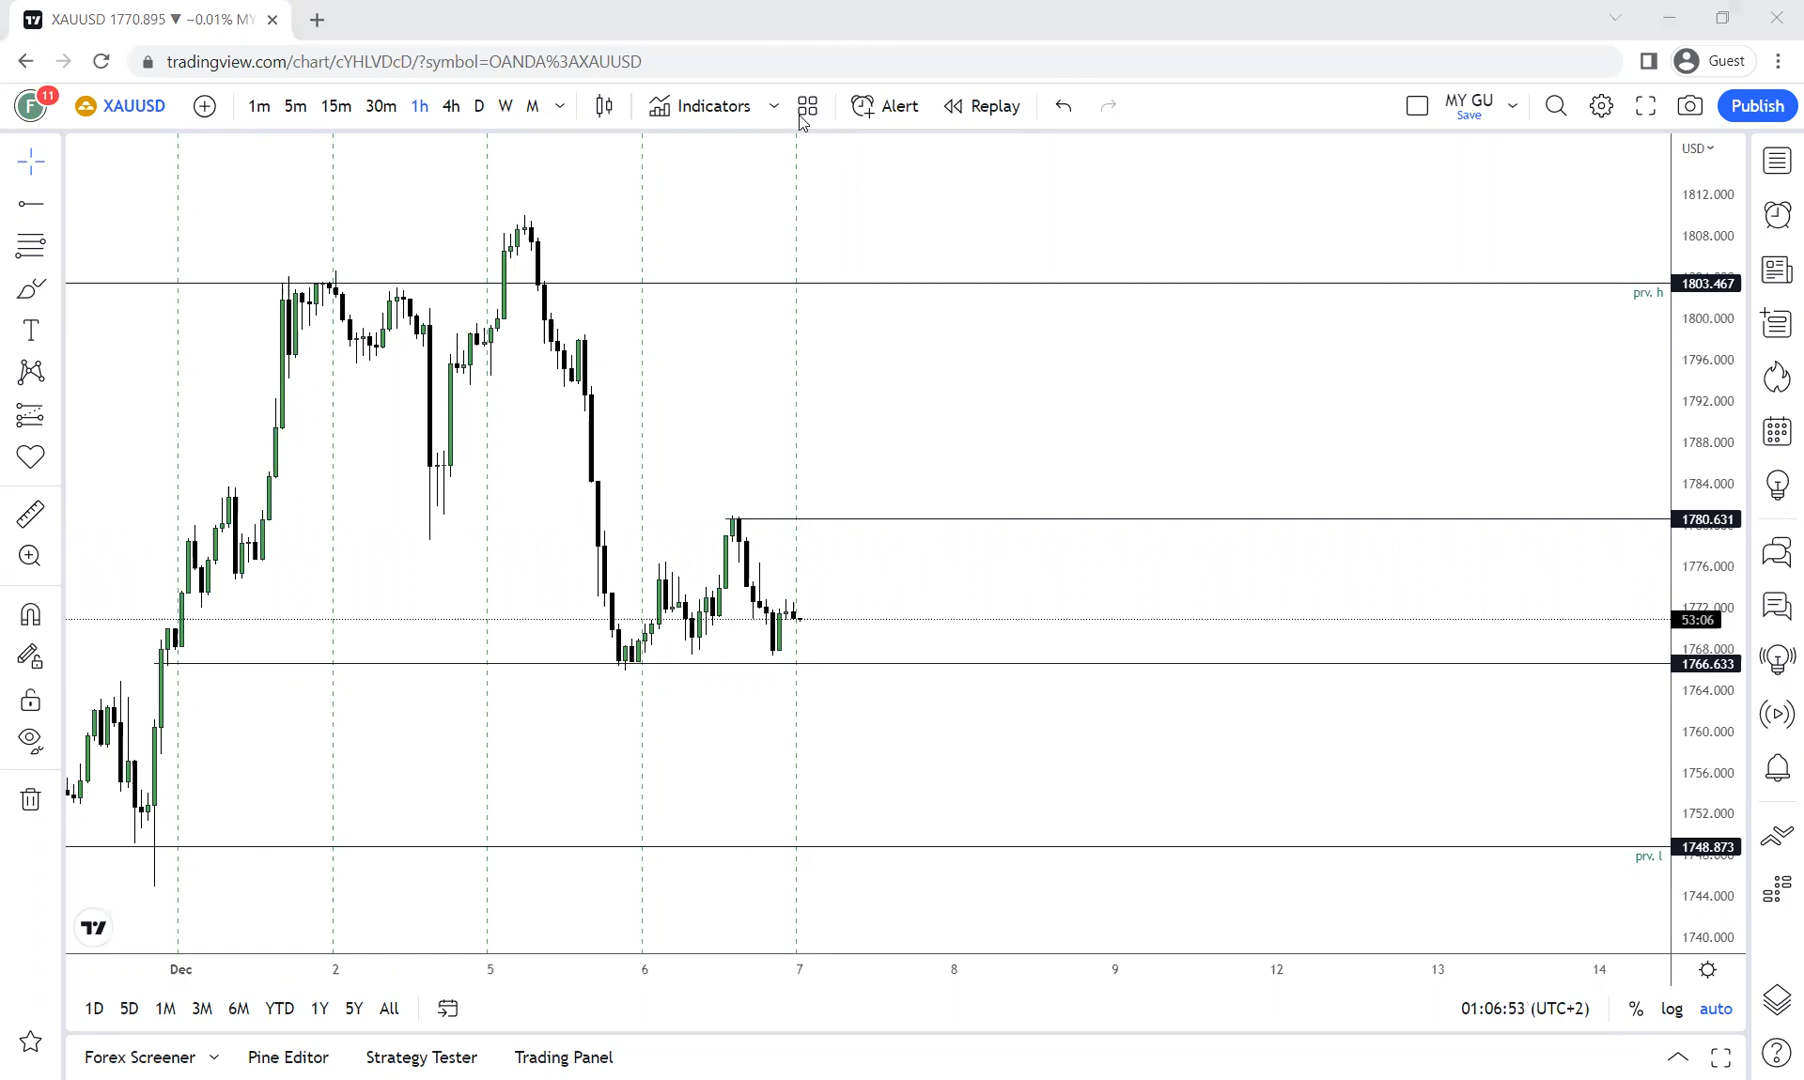 XAUUSD 1770.895 ▼ −0.01% MY
tradingview.com/chart/cYHLVDcD/?symbol=OANDA%3AXAUUSD
Guest
F
11
XAUUSD
1m 5m 15m 30m 1h 4h D W M
Indicators
Alert
Replay
MY GU
Save
Publish
USD
1812.000
1808.000
1803.467
prv. h
1800.000
1796.000
1792.000
1788.000
1784.000
1780.631
1776.000
1772.000
53:06
1768.000
1766.633
1764.000
1760.000
1756.000
1752.000
1748.873
prv. l
1744.000
1740.000
Dec 2 5 6 7 8 9 12 13 14
1D 5D 1M 3M 6M YTD 1Y 5Y All
01:06:53 (UTC+2)
% log auto
Forex Screener Pine Editor Strategy Tester Trading Panel